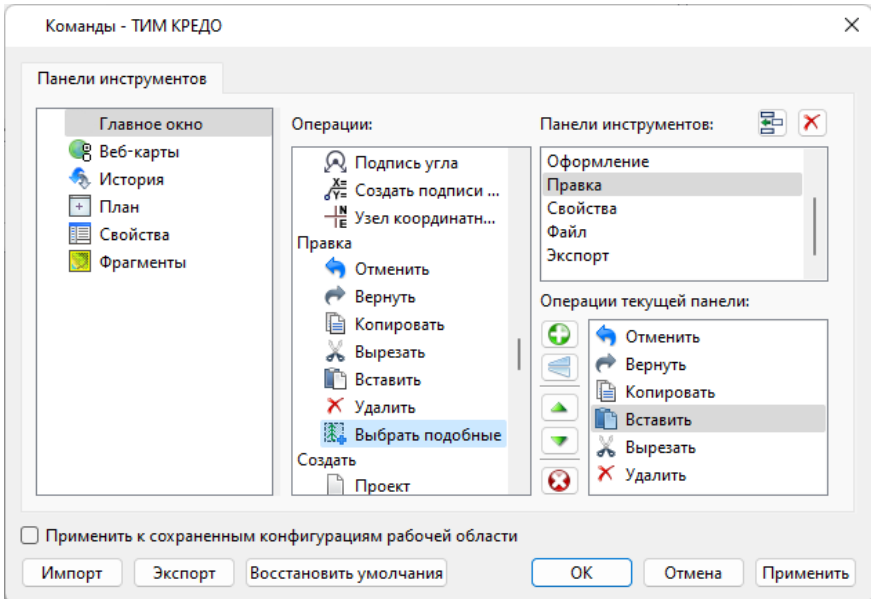 Команды - ТИМ КРЕДО
Панели инструментов
Главное окно
Веб-карты
История
План
Свойства
Фрагменты
Операции:
Подпись угла
X=
Y=
Создать подписи ...
N
E
Узел координатн...
Правка
Отменить
Вернуть
Копировать
Вырезать
Вставить
Удалить
Выбрать подобные
Создать
Проект
Панели инструментов:
Оформление
Правка
Свойства
Файл
Экспорт
Операции текущей панели:
Отменить
Вернуть
Копировать
Вставить
Вырезать
Удалить
Применить к сохраненным конфигурациям рабочей области
Импорт
Экспорт
Восстановить умолчания
ОК
Отмена
Применить